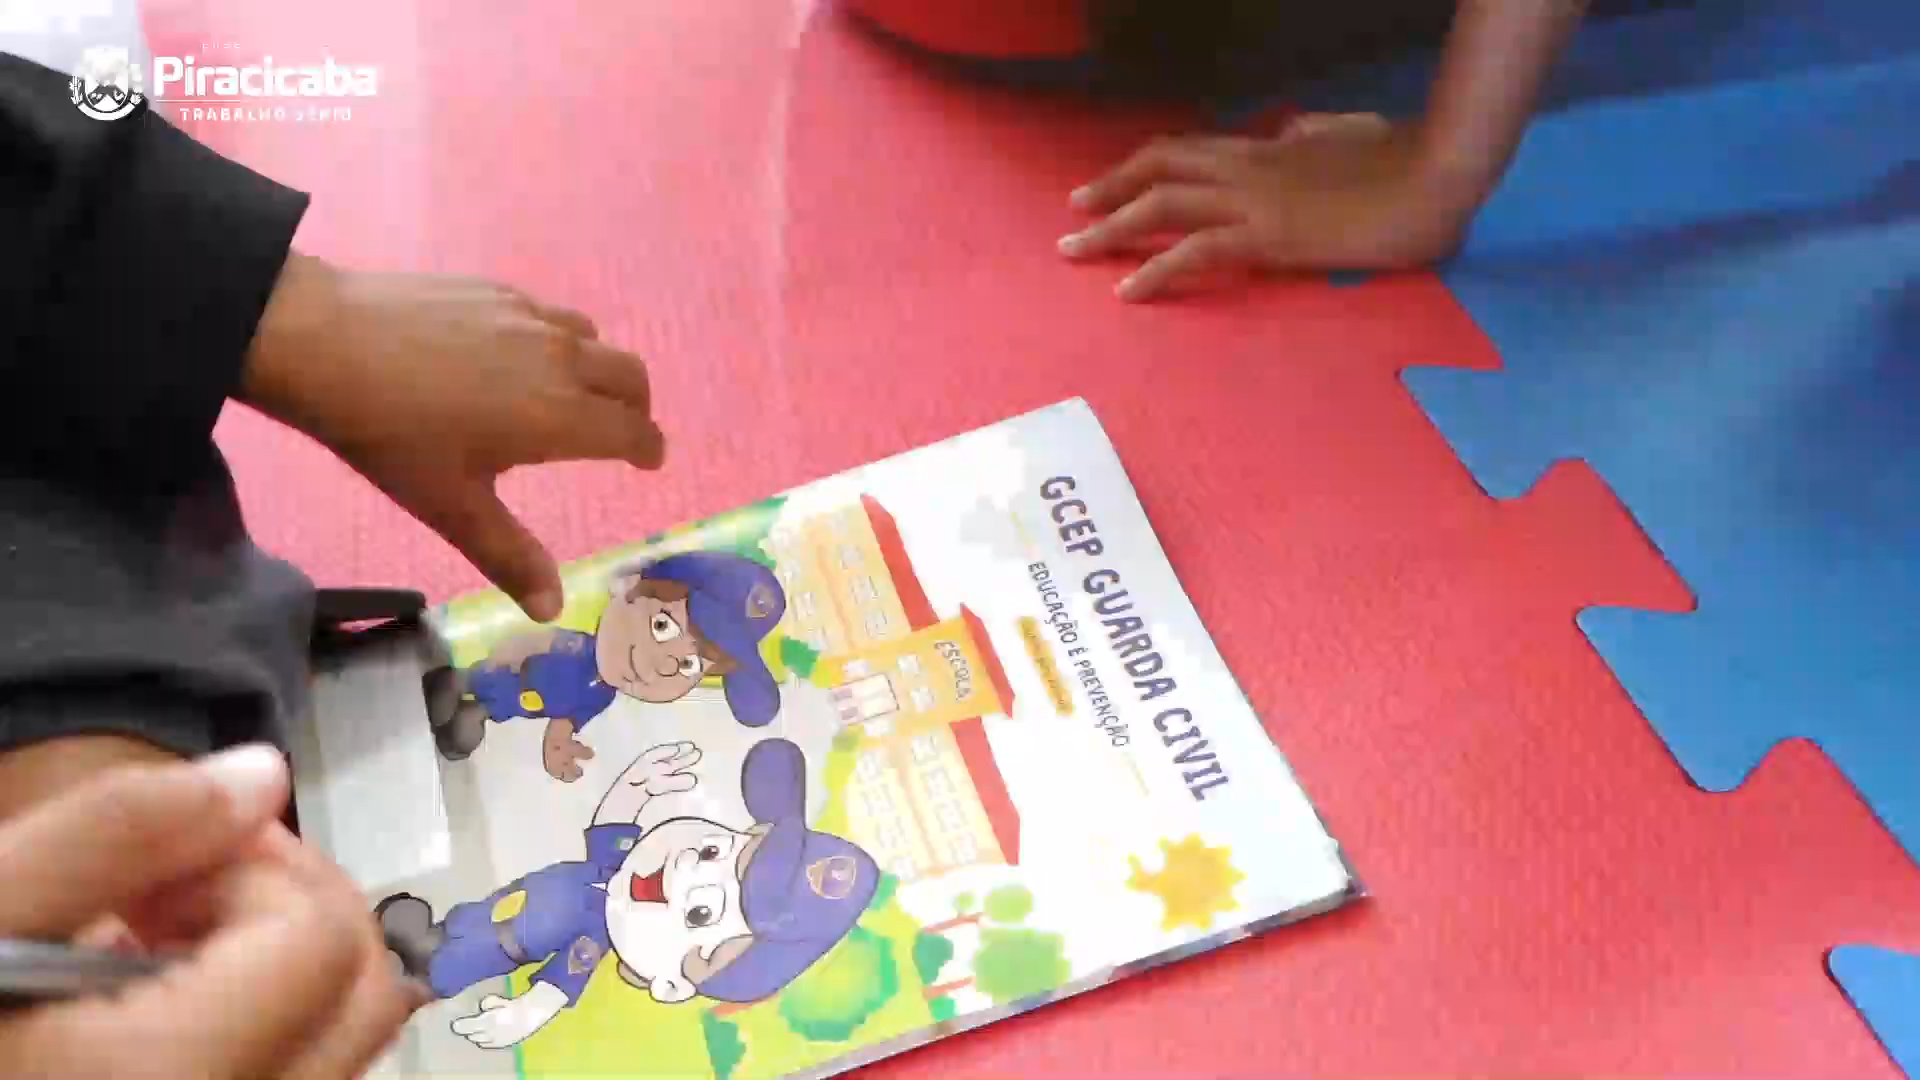 Piracicaba
TRABALHO SÉRIO
GCEP GUARDA CIVIL
EDUCAÇÃO E PREVENÇÃO
ESCOLA